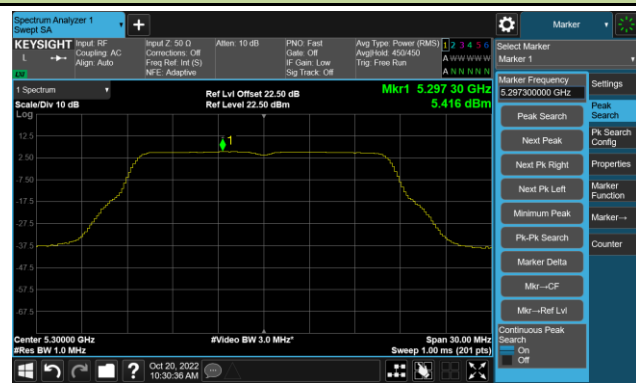 Spectrum Analyzer 1
Swept SA
+
Marker
KEYSIGHT
Input: RF
Coupling: AC
Align: Auto
Input Z: 50 Ω
Corrections: Off
Freq Ref: Int (S)
NFE: Adaptive
Atten: 10 dB
PNO: Fast
Gate: Off
IF Gain: Low
Sig Track: Off
Avg Type: Power (RMS)
Avg|Hold: 450/450
Trig: Free Run
1 2 3 4 5 6
A W W W W W
A N N N N N
L
LW
Select Marker
Marker 1
1 Spectrum
Scale/Div 10 dB
Log
Ref Lvl Offset 22.50 dB
Ref Level 22.50 dBm
Mkr1 5.297 30 GHz
5.416 dBm
1
12.5
2.50
-7.50
-17.5
-27.5
-37.5
-47.5
-57.5
-67.5
Center 5.30000 GHz
#Res BW 1.0 MHz
#Video BW 3.0 MHz*
Span 30.00 MHz
Sweep 1.00 ms (201 pts)
Marker Frequency
5.297300000 GHz
Peak Search
Next Peak
Next Pk Right
Next Pk Left
Minimum Peak
Pk-Pk Search
Marker Delta
Mkr→CF
Mkr→Ref Lvl
Continuous Peak
Search
On
Off
Settings
Peak
Search
Pk Search
Config
Properties
Marker
Function
Marker→
Counter
?
Oct 20, 2022
10:30:36 AM